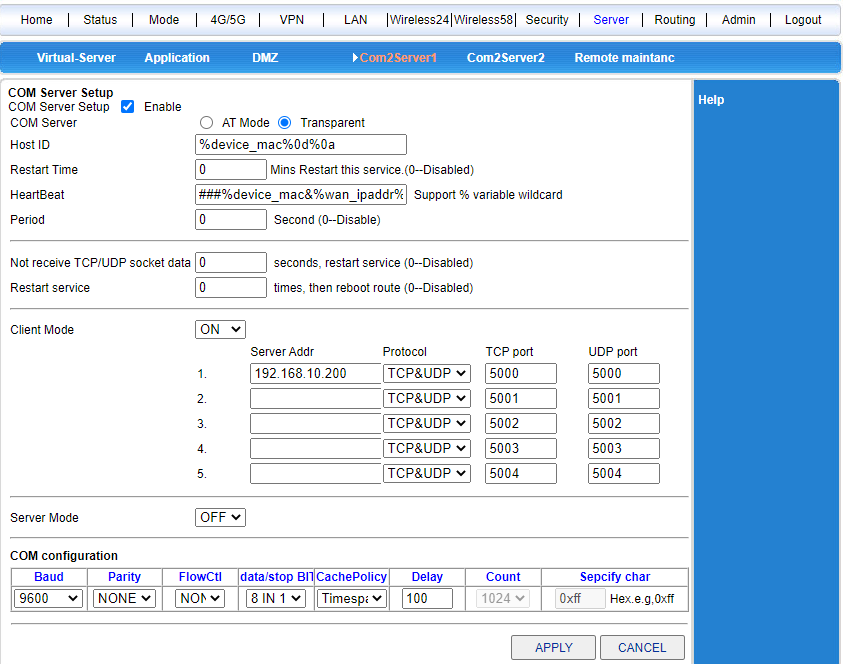 Home | Status | Mode | 4G/5G | VPN | LAN |Wireless24|Wireless58| Security | Server | Routing | Admin | Logout
Virtual-Server Application DMZ Com2Server1 Com2Server2 Remote maintanc
COM Server Setup
Help
COM Server Setup Enable
COM Server AT Mode Transparent
Host ID %device_mac%0d%0a
Restart Time 0 Mins Restart this service.(0--Disabled)
HeartBeat ###%device_mac&%wan_ipaddr% Support % variable wildcard
Period 0 Second (0--Disable)
Not receive TCP/UDP socket data 0 seconds, restart service (0--Disabled)
Restart service 0 times, then reboot route (0--Disabled)
Client Mode ON
Server Addr Protocol TCP port UDP port
1. 192.168.10.200 TCP&UDP 5000 5000
2. TCP&UDP 5001 5001
3. TCP&UDP 5002 5002
4. TCP&UDP 5003 5003
5. TCP&UDP 5004 5004
Server Mode OFF
COM configuration
Baud Parity FlowCtl data/stop BIT CachePolicy Delay Count Sepcify char
9600 NONE NON 8 IN 1 Timespa 100 1024 0xff Hex.e.g,0xff
APPLY CANCEL